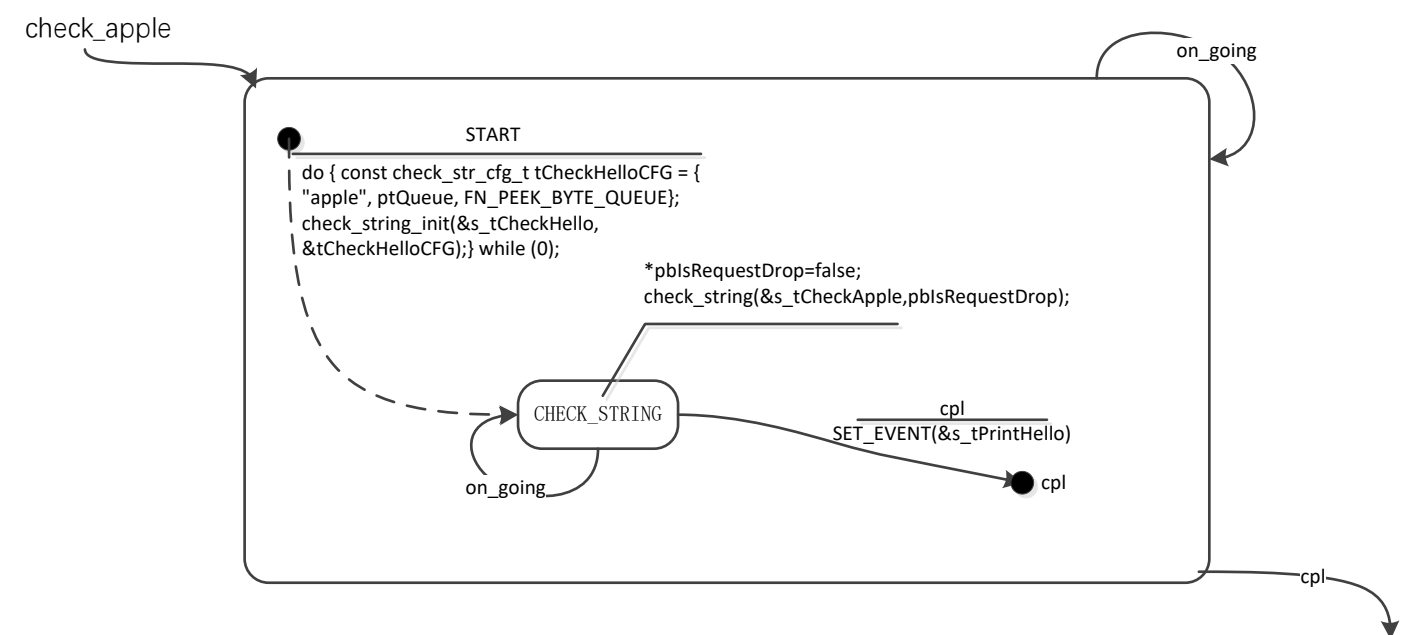 check_apple
on_going
START
do { const check_str_cfg_t tCheckHelloCFG = {
"apple", ptQueue, FN_PEEK_BYTE_QUEUE};
check_string_init(&s_tCheckHello,
&tCheckHelloCFG);} while (0);
*pbIsRequestDrop=false;
check_string(&s_tCheckApple,pbIsRequestDrop);
CHECK_STRING
cpl
SET_EVENT(&s_tPrintHello)
on_going
cpl
cpl